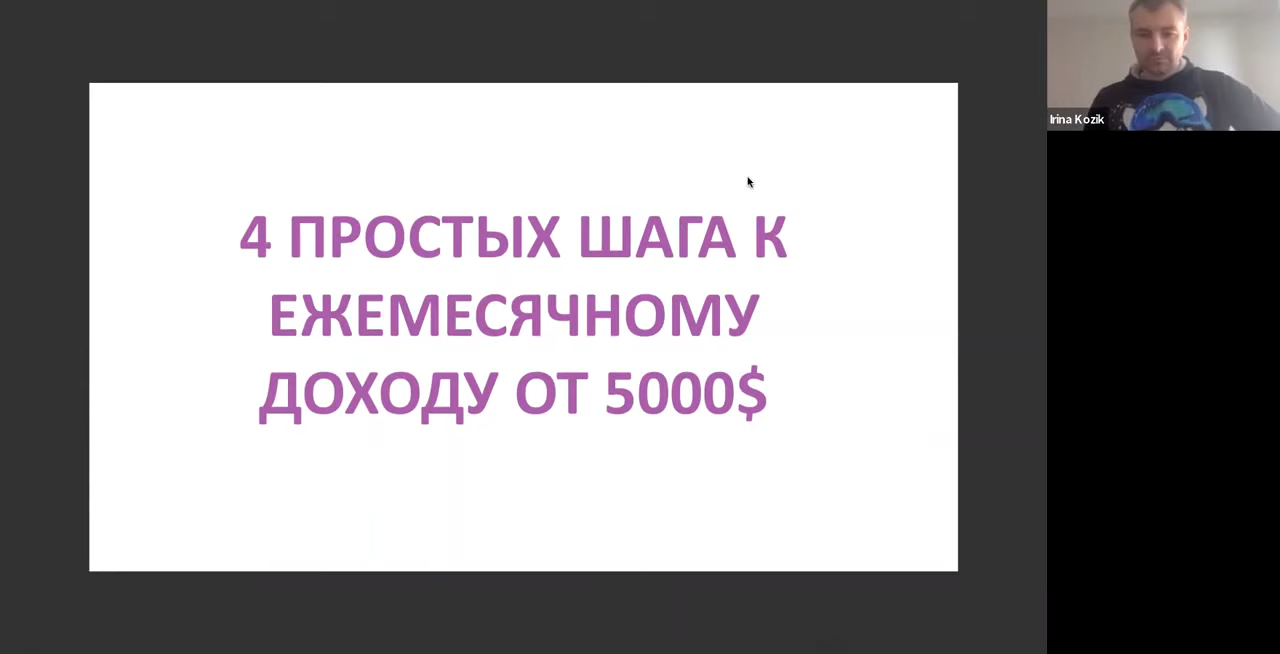 4 ПРОСТЫХ ШАГА К
ЕЖЕМЕСЯЧНОМУ
ДОХОДУ ОТ 5000$
Irina Kozik